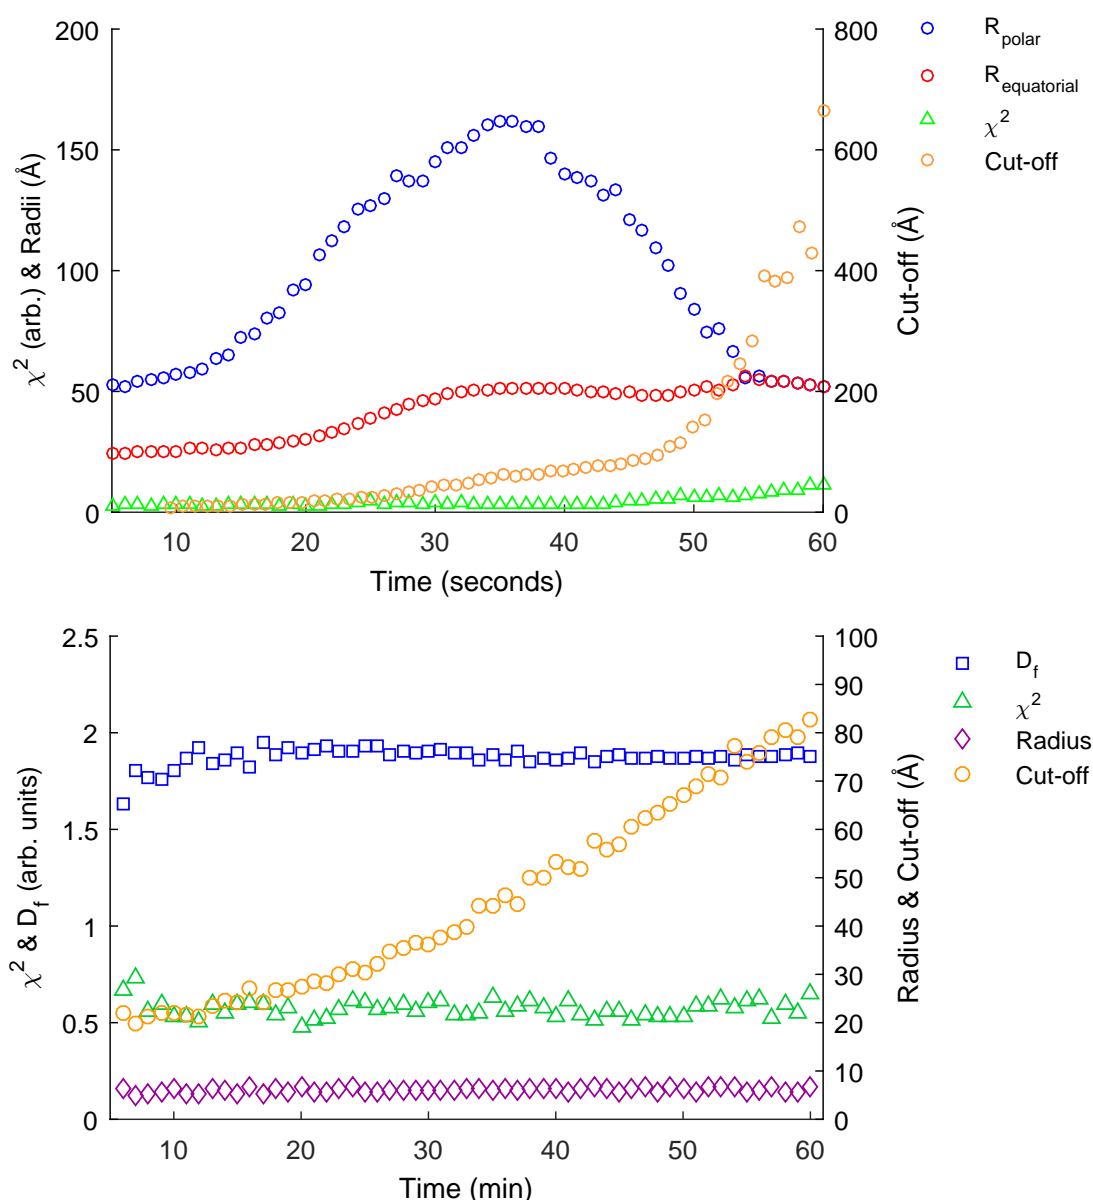 200
150
100
50
0
χ² (arb.) & Radii (Å)
800
600
400
200
0
Cut-off (Å)
10 20 30 40 50 60
Time (seconds)
R_polar
R_equatorial
χ²
Cut-off
2.5
2
1.5
1
0.5
0
χ² & D_f (arb. units)
100
90
80
70
60
50
40
30
20
10
0
Radius & Cut-off (Å)
10 20 30 40 50 60
Time (min)
D_f
χ²
Radius
Cut-off